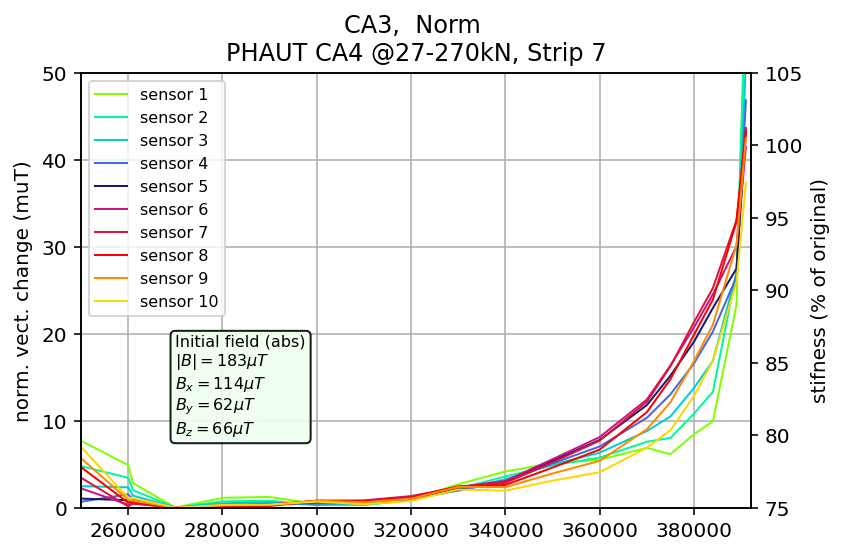 CA3,  Norm
PHAUT CA4 @27-270kN, Strip 7
norm. vect. change (muT)
50
40
30
20
10
0
sensor 1
sensor 2
sensor 3
sensor 4
sensor 5
sensor 6
sensor 7
sensor 8
sensor 9
sensor 10
Initial field (abs)
|B| = 183μT
Bx = 114μT
By = 62μT
Bz = 66μT
105
100
95
90
85
80
75
stifness (% of original)
260000 280000 300000 320000 340000 360000 380000